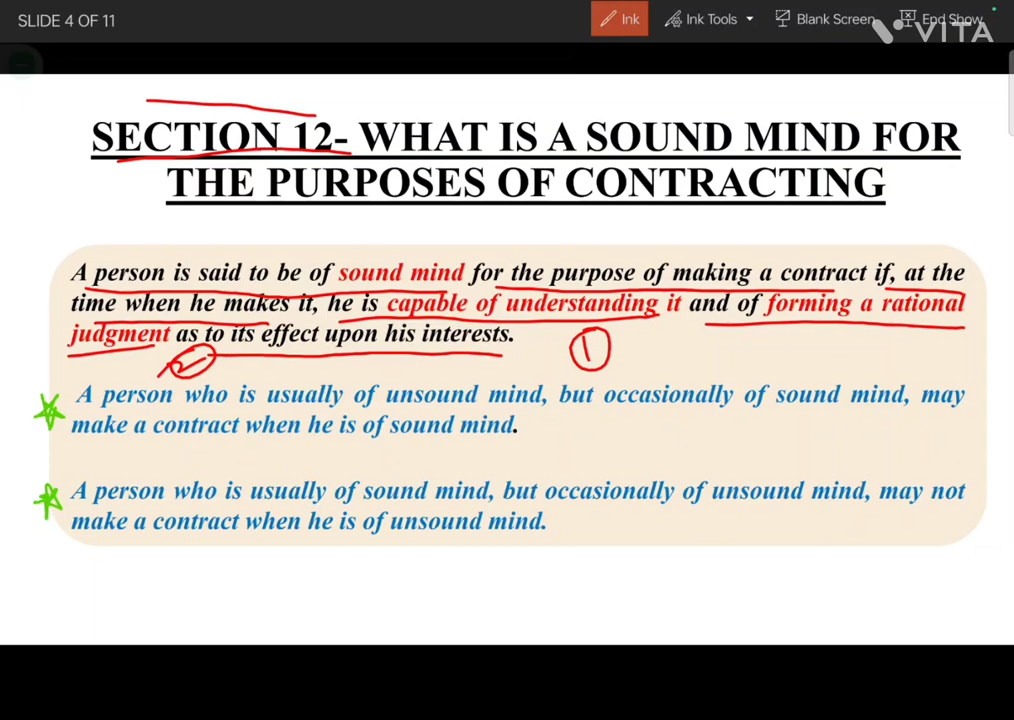 SLIDE 4 OF 11 Ink Ink Tools Blank Screen End Show
VITA
SECTION 12- WHAT IS A SOUND MIND FOR
THE PURPOSES OF CONTRACTING
A person is said to be of sound mind for the purpose of making a contract if, at the
time when he makes it, he is capable of understanding it and of forming a rational
judgment as to its effect upon his interests.
1
2
A person who is usually of unsound mind, but occasionally of sound mind, may
make a contract when he is of sound mind.
A person who is usually of sound mind, but occasionally of unsound mind, may not
make a contract when he is of unsound mind.